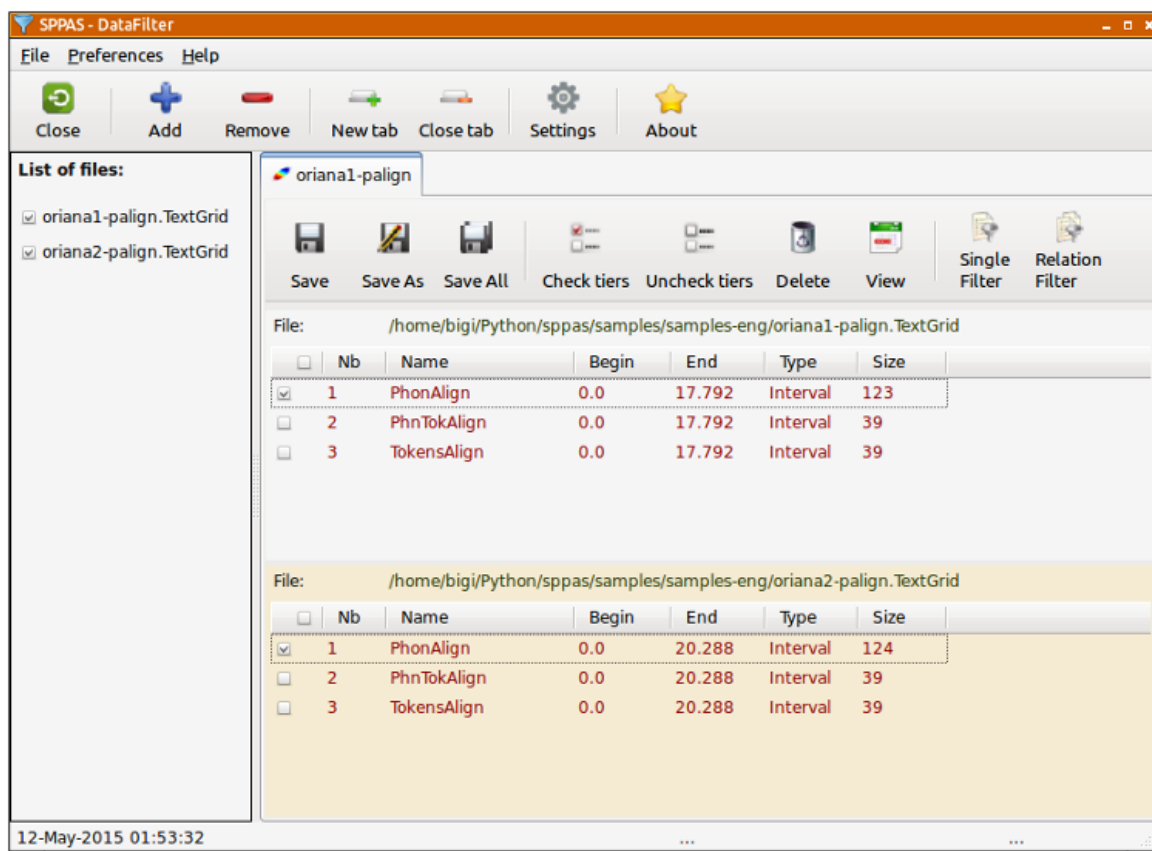 SPPAS - DataFilter
File Preferences Help
Close Add Remove New tab Close tab Settings About
List of files:
oriana1-palign.TextGrid
oriana2-palign.TextGrid
oriana1-palign
Save Save As Save All Check tiers Uncheck tiers Delete View Single Filter Relation Filter
File: /home/bigi/Python/sppas/samples/samples-eng/oriana1-palign.TextGrid
Nb Name Begin End Type Size
1 PhonAlign 0.0 17.792 Interval 123
2 PhnTokAlign 0.0 17.792 Interval 39
3 TokensAlign 0.0 17.792 Interval 39
File: /home/bigi/Python/sppas/samples/samples-eng/oriana2-palign.TextGrid
Nb Name Begin End Type Size
1 PhonAlign 0.0 20.288 Interval 124
2 PhnTokAlign 0.0 20.288 Interval 39
3 TokensAlign 0.0 20.288 Interval 39
12-May-2015 01:53:32 ... ...